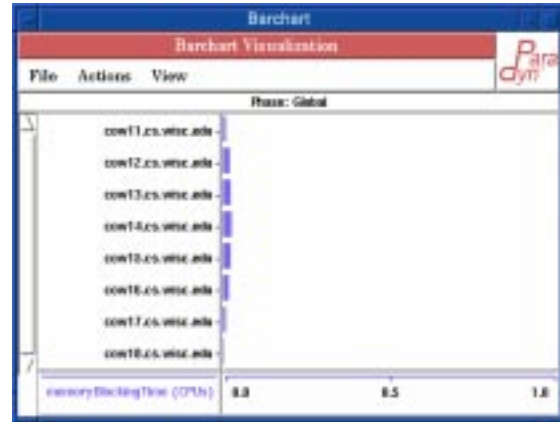 Barchart
Barchart Visualization
Paradyn
File Actions View
Phase: Global
cow11.cs.wisc.edu
cow12.cs.wisc.edu
cow13.cs.wisc.edu
cow14.cs.wisc.edu
cow15.cs.wisc.edu
cow16.cs.wisc.edu
cow17.cs.wisc.edu
cow18.cs.wisc.edu
memoryBlockingTime (CPUs) 0.0 0.5 1.0